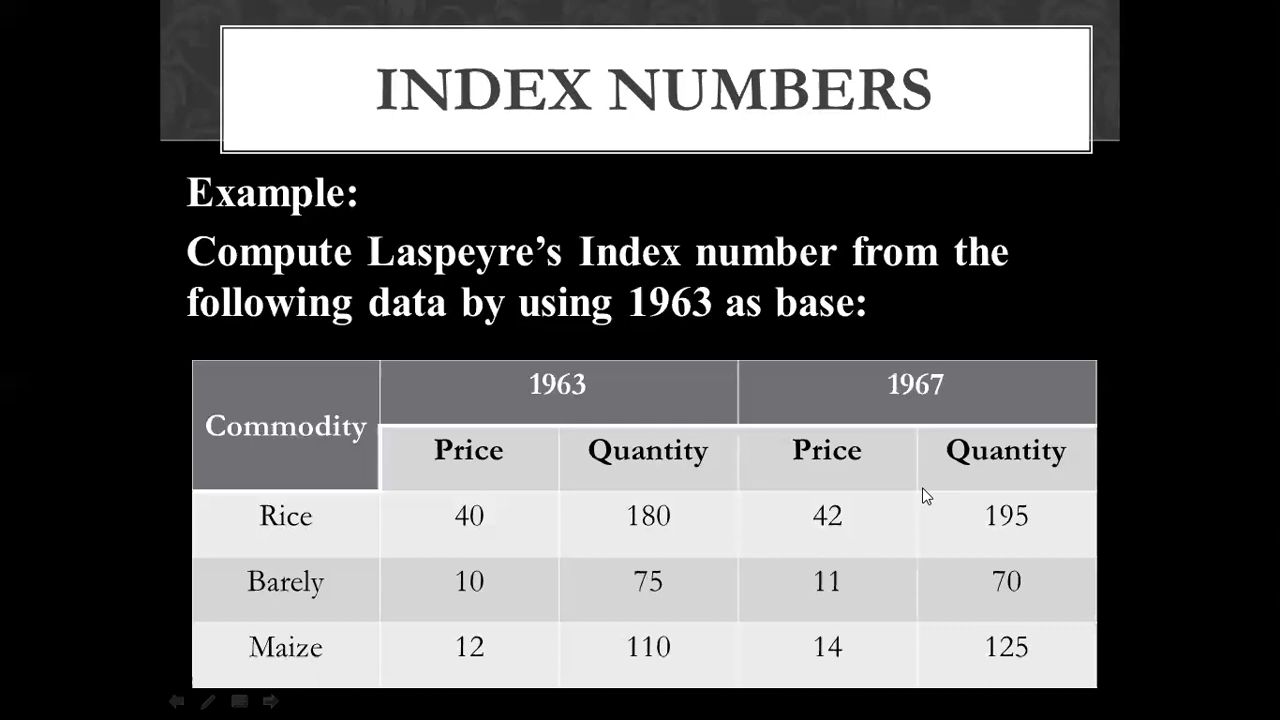 INDEX NUMBERS
Example:
Compute Laspeyre’s Index number from the
following data by using 1963 as base:
Commodity 1963 1967
Price Quantity Price Quantity
Rice 40 180 42 195
Barely 10 75 11 70
Maize 12 110 14 125